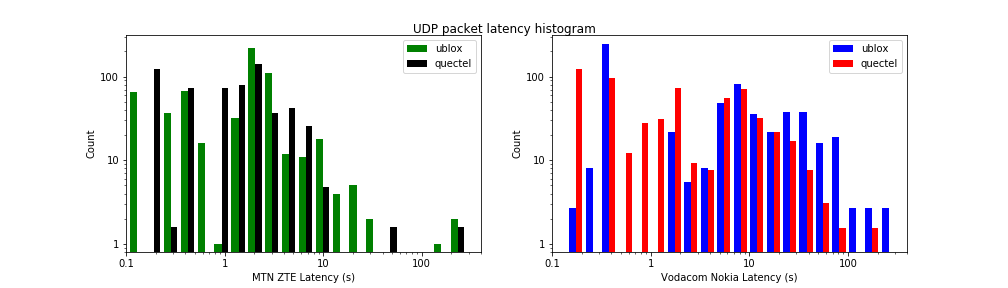 UDP packet latency histogram
ublox
quectel
100
10
1
Count
0.1
1
10
100
MTN ZTE Latency (s)
ublox
quectel
100
10
1
Count
0.1
1
10
100
Vodacom Nokia Latency (s)